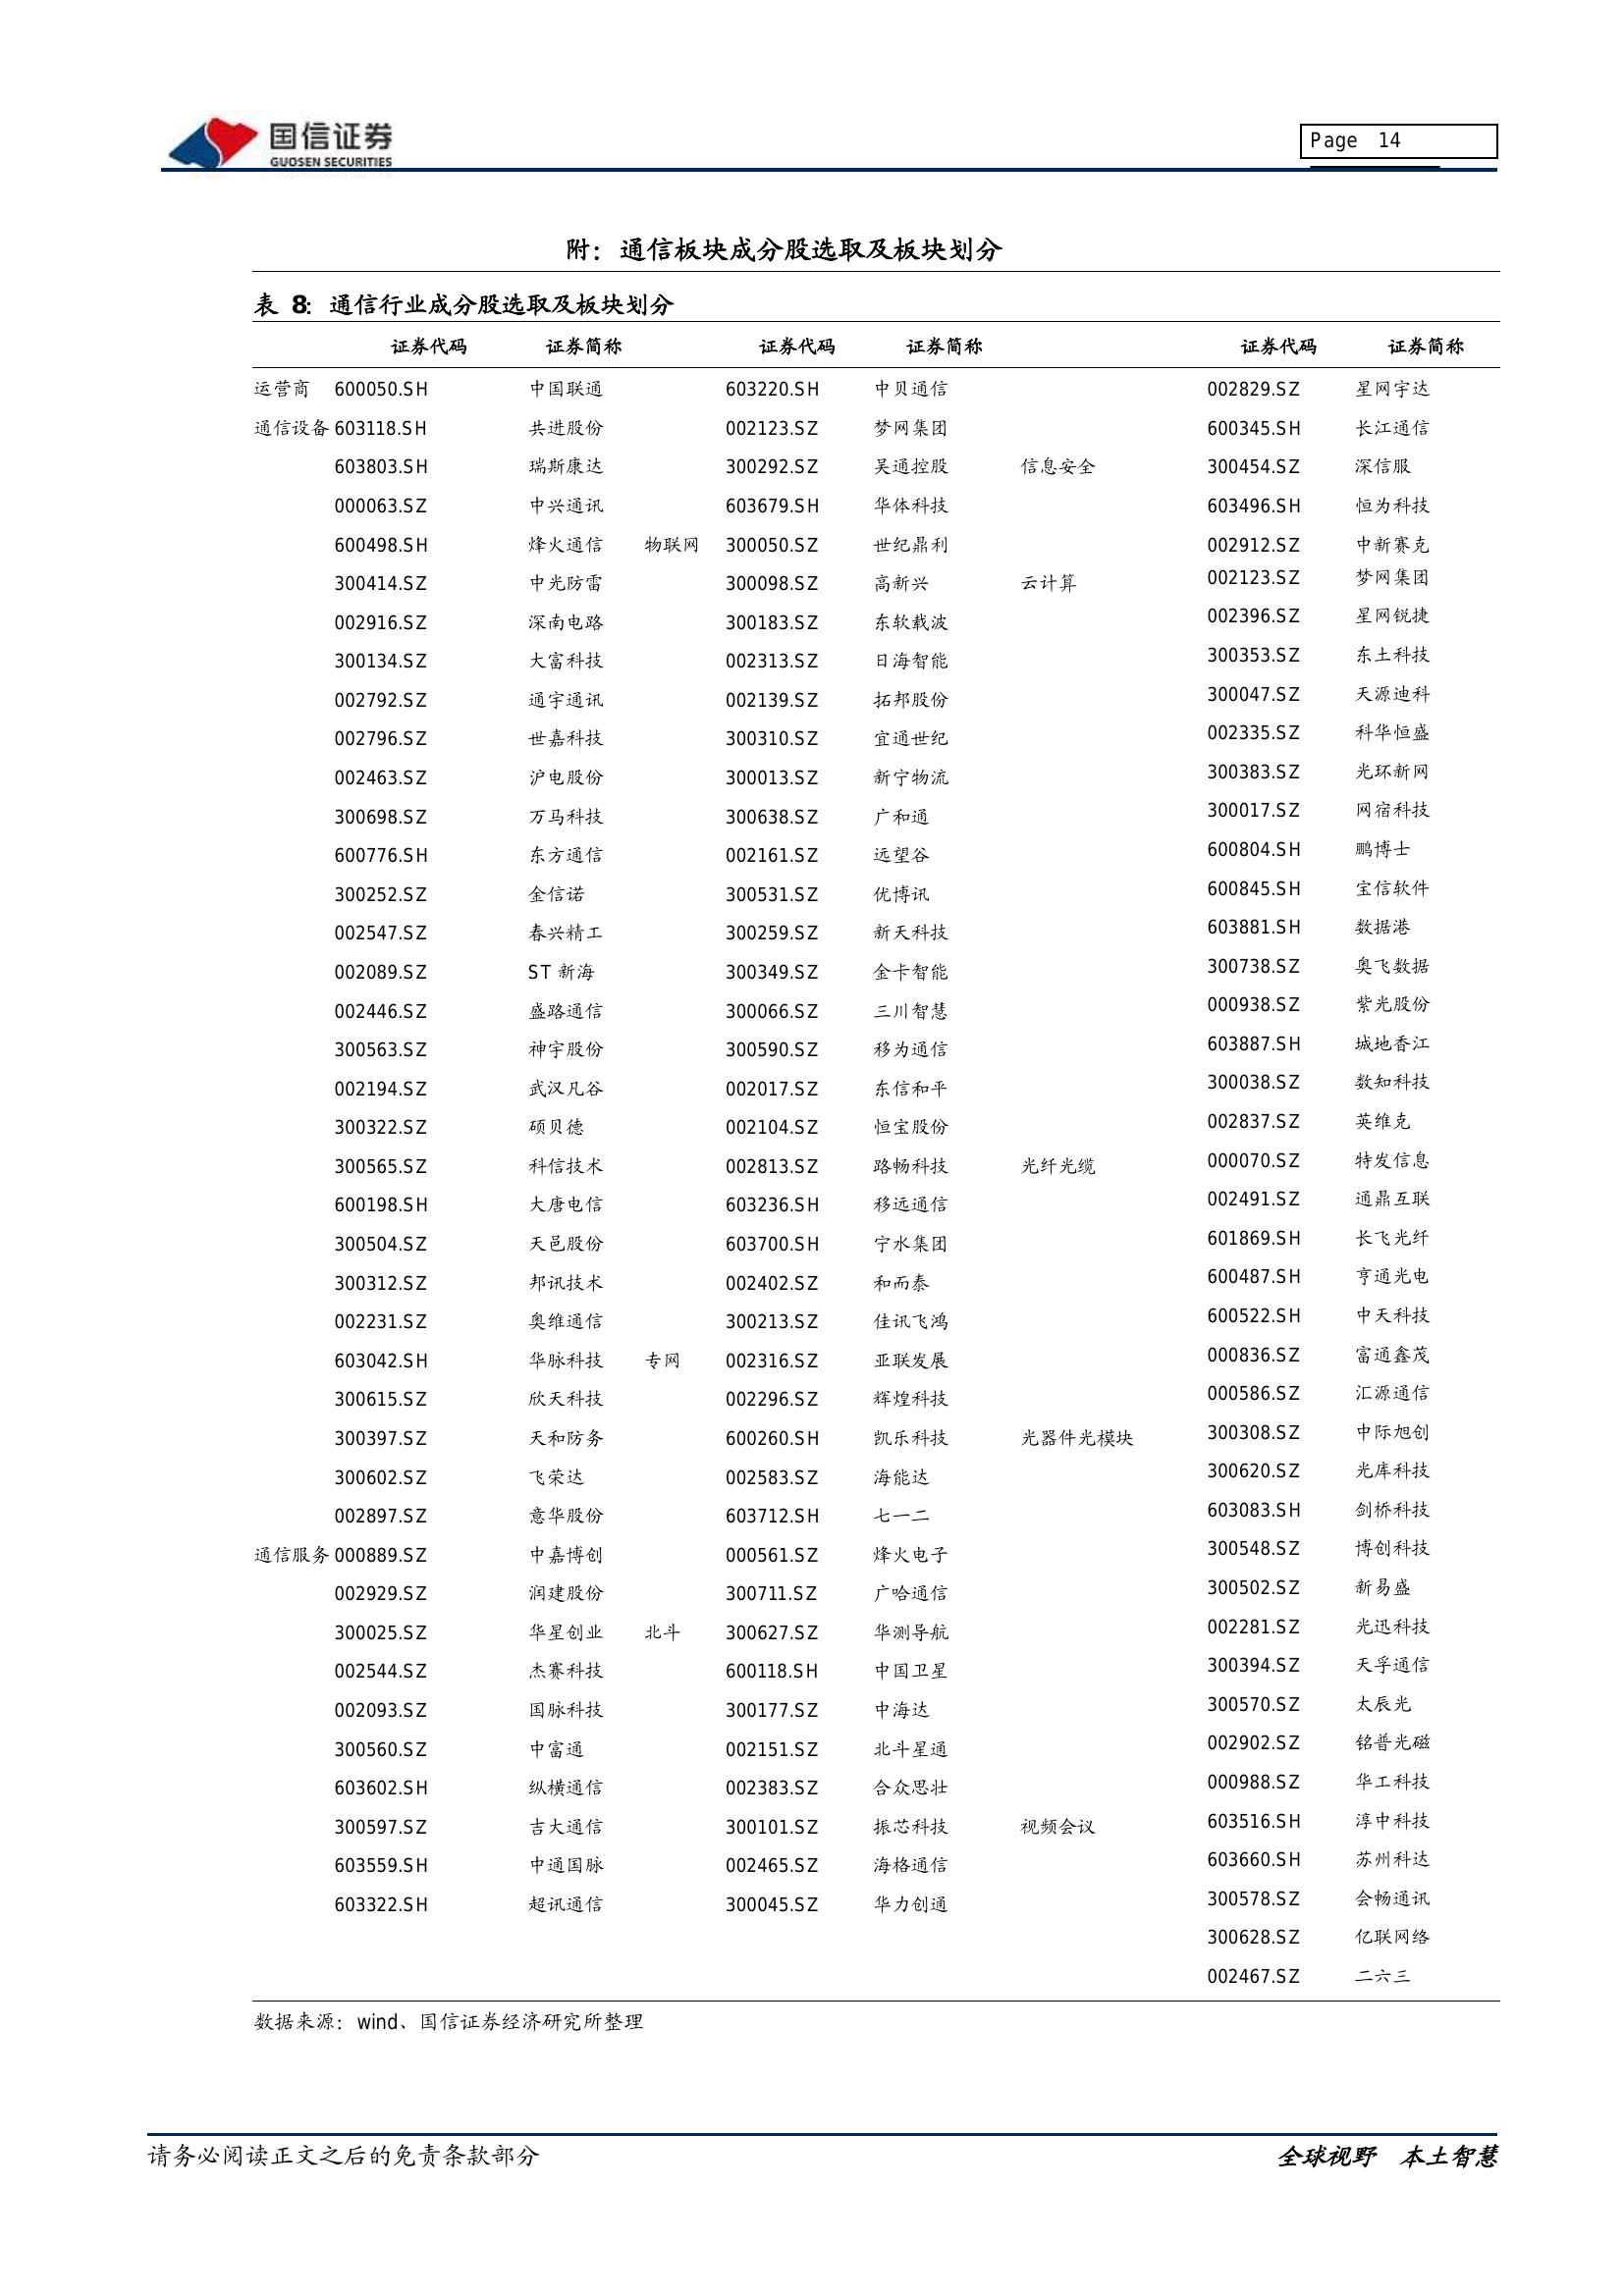 国信证券
GUOSEN SECURITIES
Page 14
附：通信板块成分股选取及板块划分
表 8：通信行业成分股选取及板块划分
证券代码 证券简称 证券代码 证券简称 证券代码 证券简称
运营商 600050.SH 中国联通 603220.SH 中贝通信 002829.SZ 星网宇达
通信设备 603118.SH 共进股份 002123.SZ 梦网集团 600345.SH 长江通信
603803.SH 瑞斯康达 300292.SZ 吴通控股 信息安全 300454.SZ 深信服
000063.SZ 中兴通讯 603679.SH 华体科技 603496.SH 恒为科技
600498.SH 烽火通信 物联网 300050.SZ 世纪鼎利 002912.SZ 中新赛克
300414.SZ 中光防雷 300098.SZ 高新兴 云计算 002123.SZ 梦网集团
002916.SZ 深南电路 300183.SZ 东软载波 002396.SZ 星网锐捷
300134.SZ 大富科技 002313.SZ 日海智能 300353.SZ 东土科技
002792.SZ 通宇通讯 002139.SZ 拓邦股份 300047.SZ 天源迪科
002796.SZ 世嘉科技 300310.SZ 宜通世纪 002335.SZ 科华恒盛
002463.SZ 沪电股份 300013.SZ 新宁物流 300383.SZ 光环新网
300698.SZ 万马科技 300638.SZ 广和通 300017.SZ 网宿科技
600776.SH 东方通信 002161.SZ 远望谷 600804.SH 鹏博士
300252.SZ 金信诺 300531.SZ 优博讯 600845.SH 宝信软件
002547.SZ 春兴精工 300259.SZ 新天科技 603881.SH 数据港
002089.SZ ST 新海 300349.SZ 金卡智能 300738.SZ 奥飞数据
002446.SZ 盛路通信 300066.SZ 三川智慧 000938.SZ 紫光股份
300563.SZ 神宇股份 300590.SZ 移为通信 603887.SH 城地香江
002194.SZ 武汉凡谷 002017.SZ 东信和平 300038.SZ 数知科技
300322.SZ 硕贝德 002104.SZ 恒宝股份 002837.SZ 英维克
300565.SZ 科信技术 002813.SZ 路畅科技 光纤光缆 000070.SZ 特发信息
600198.SH 大唐电信 603236.SH 移远通信 002491.SZ 通鼎互联
300504.SZ 天邑股份 603700.SH 宁水集团 601869.SH 长飞光纤
300312.SZ 邦讯技术 002402.SZ 和而泰 600487.SH 亨通光电
002231.SZ 奥维通信 300213.SZ 佳讯飞鸿 600522.SH 中天科技
603042.SH 华脉科技 专网 002316.SZ 亚联发展 000836.SZ 富通鑫茂
300615.SZ 欣天科技 002296.SZ 辉煌科技 000586.SZ 汇源通信
300397.SZ 天和防务 600260.SH 凯乐科技 光器件光模块 300308.SZ 中际旭创
300602.SZ 飞荣达 002583.SZ 海能达 300620.SZ 光库科技
002897.SZ 意华股份 603712.SH 七一二 603083.SH 剑桥科技
通信服务 000889.SZ 中嘉博创 000561.SZ 烽火电子 300548.SZ 博创科技
002929.SZ 润建股份 300711.SZ 广哈通信 300502.SZ 新易盛
300025.SZ 华星创业 北斗 300627.SZ 华测导航 002281.SZ 光迅科技
002544.SZ 杰赛科技 600118.SH 中国卫星 300394.SZ 天孚通信
002093.SZ 国脉科技 300177.SZ 中海达 300570.SZ 太辰光
300560.SZ 中富通 002151.SZ 北斗星通 002902.SZ 铭普光磁
603602.SH 纵横通信 002383.SZ 合众思壮 000988.SZ 华工科技
300597.SZ 吉大通信 300101.SZ 振芯科技 视频会议 603516.SH 淳中科技
603559.SH 中通国脉 002465.SZ 海格通信 603660.SH 苏州科达
603322.SH 超讯通信 300045.SZ 华力创通 300578.SZ 会畅通讯
300628.SZ 亿联网络
002467.SZ 二六三
数据来源：wind、国信证券经济研究所整理
请务必阅读正文之后的免责条款部分 全球视野 本土智慧